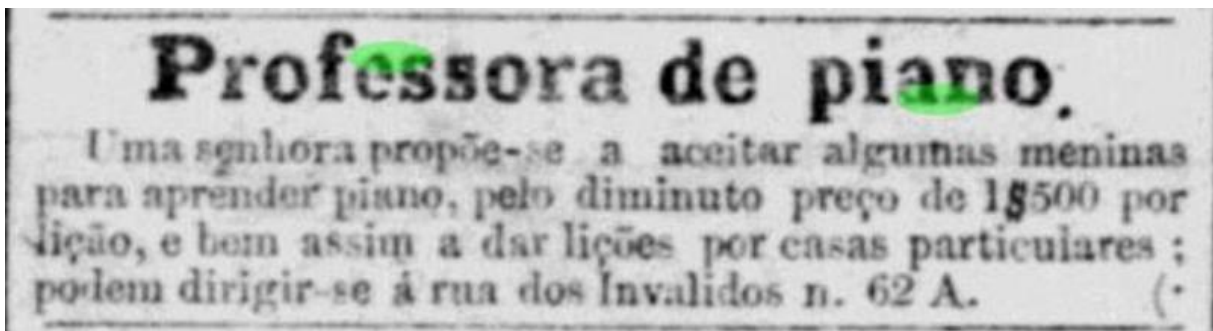 Professora de piano.
Uma senhora propõe-se a aceitar algumas meninas
para aprender piano, pelo diminuto preço de 1$500 por
lição, e bem assim a dar lições por casas particulares ;
podem dirigir-se á rua dos Invalidos n. 62 A. (·